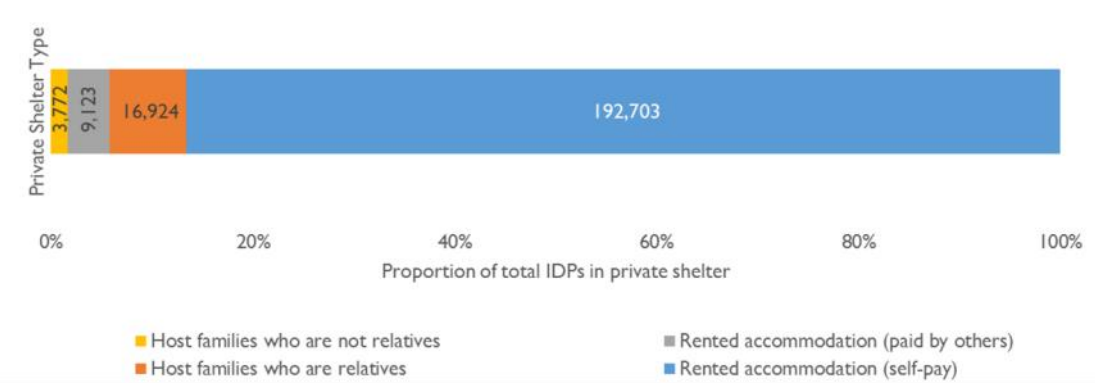 Private Shelter Type
3,772
9,123
16,924
192,703
0% 20% 40% 60% 80% 100%
Proportion of total IDPs in private shelter
Host families who are not relatives
Rented accommodation (paid by others)
Host families who are relatives
Rented accommodation (self-pay)